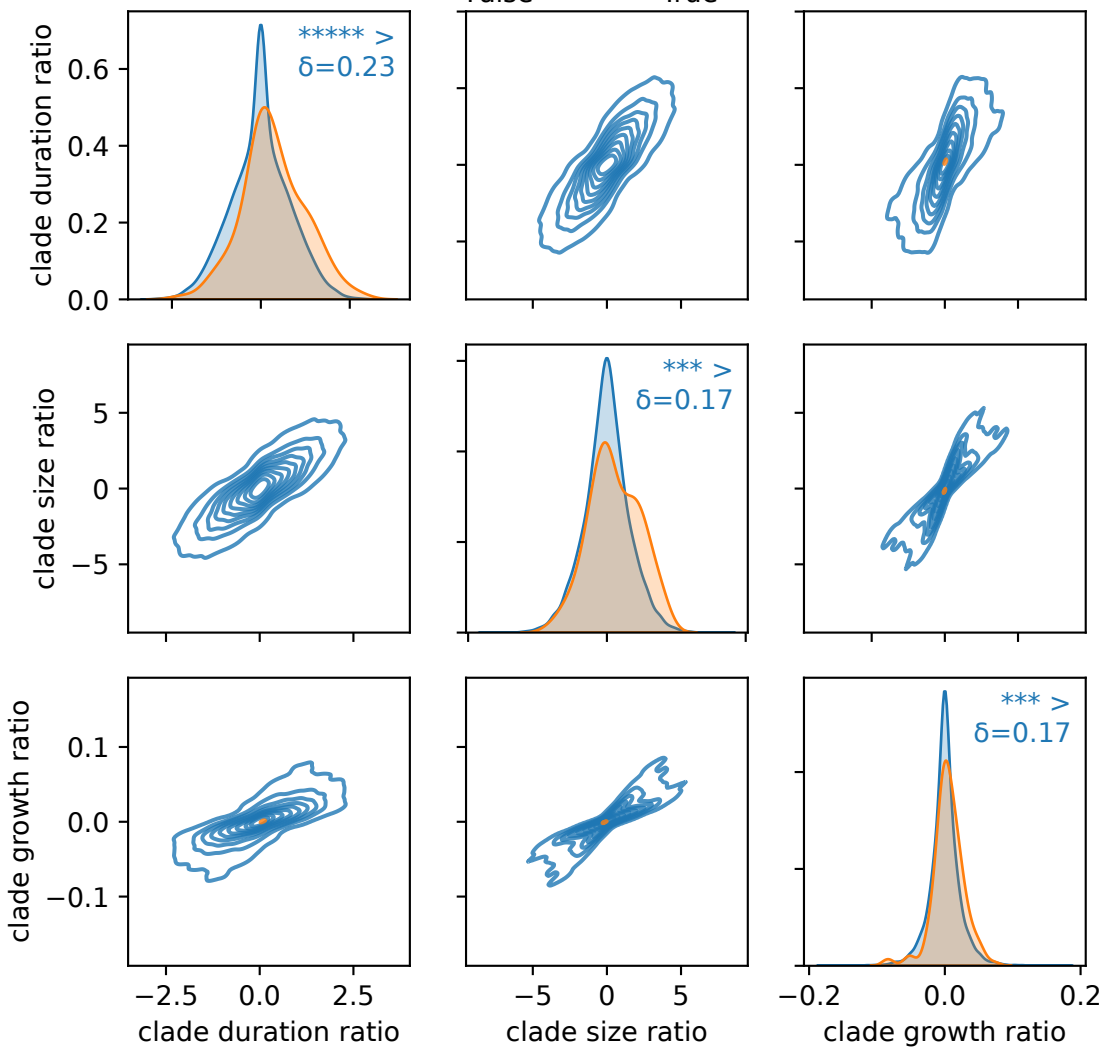 True
clade duration ratio
0.6
0.4
0.2
0.0
***** >
δ=0.23
clade size ratio
5
0
−5
*** >
δ=0.17
clade growth ratio
0.1
0.0
−0.1
*** >
δ=0.17
−2.5 0.0 2.5
−5 0 5
−0.2 0.0 0.2
clade duration ratio
clade size ratio
clade growth ratio